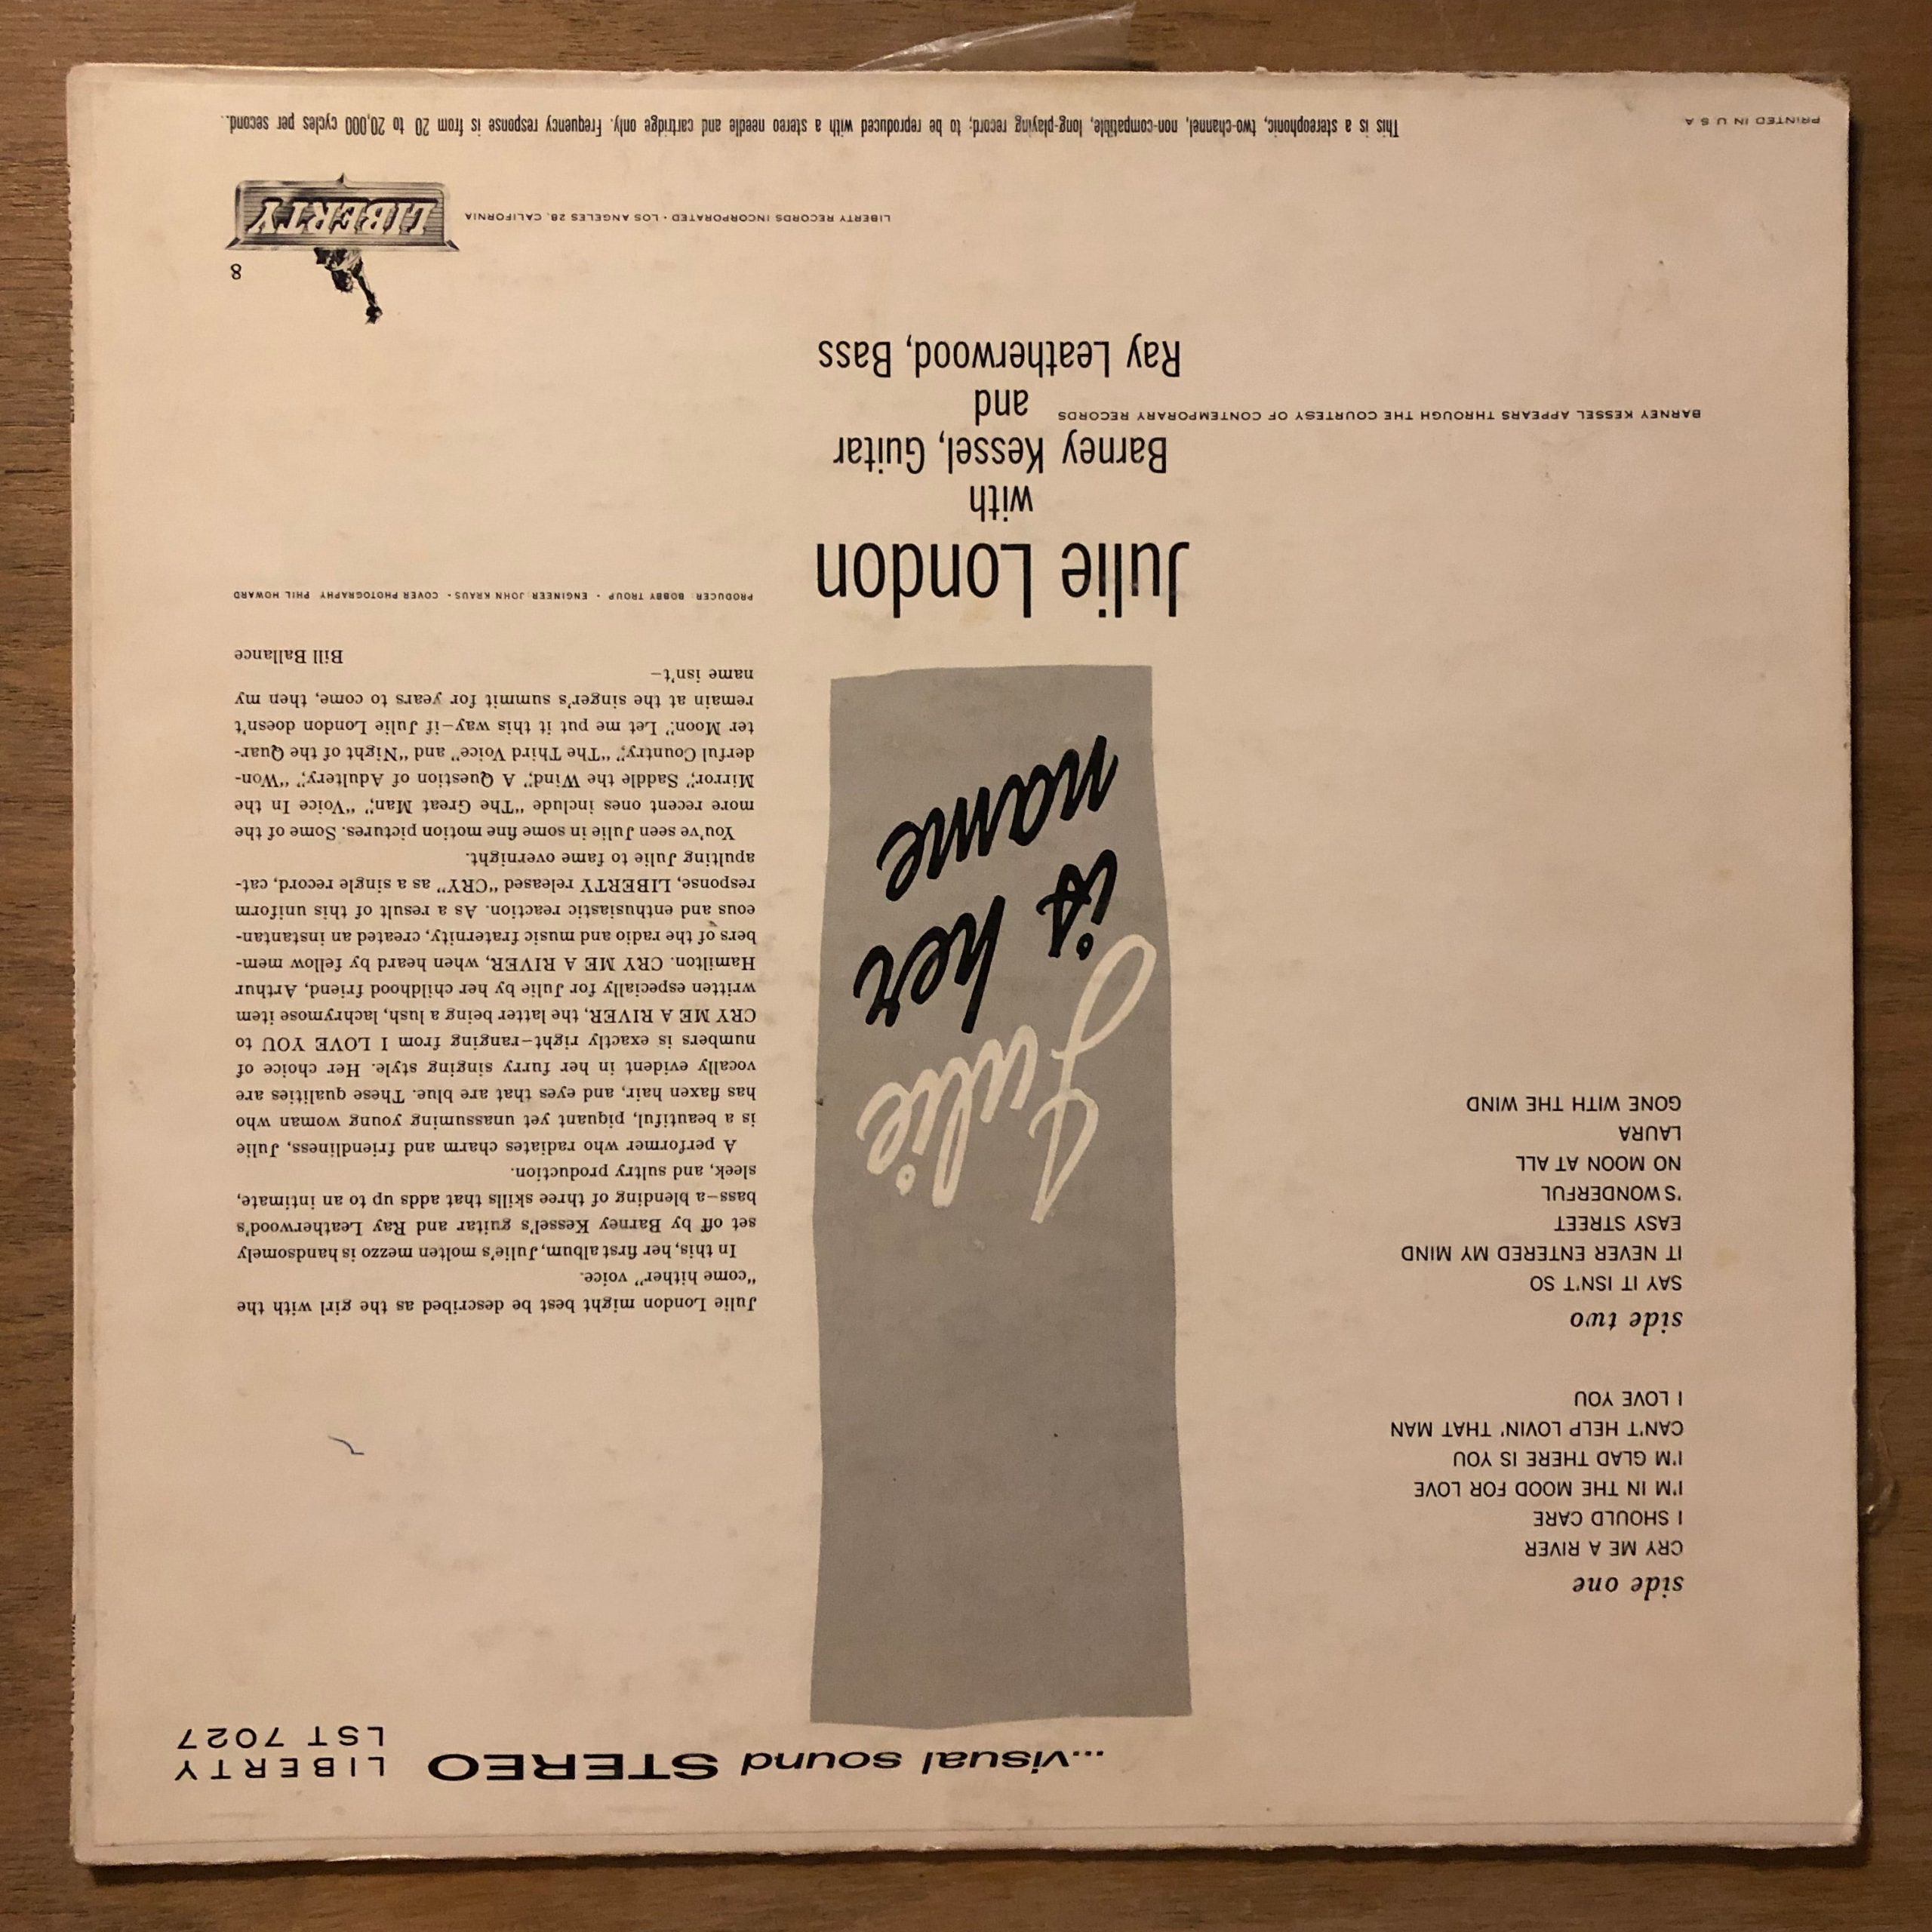 ...visual sound STEREO
LIBERTY
LST 7027
side one
CRY ME A RIVER
I SHOULD CARE
I'M IN THE MOOD FOR LOVE
I'M GLAD THERE IS YOU
CAN'T HELP LOVIN' THAT MAN
I LOVE YOU
side two
SAY IT ISN'T SO
IT NEVER ENTERED MY MIND
EASY STREET
'S WONDERFUL
NO MOON AT ALL
LAURA
GONE WITH THE WIND
Julie
is her
name
Julie London
with
Barney Kessel, Guitar
and
Ray Leatherwood, Bass
BARNEY KESSEL APPEARS THROUGH THE COURTESY OF CONTEMPORARY RECORDS
Julie London might best be described as the girl with the
“come hither” voice.
In this, her first album, Julie's molten mezzo is handsomely
set off by Barney Kessel's guitar and Ray Leatherwood's
bass—a blending of three skills that adds up to an intimate,
sleek, and sultry production.
A performer who radiates charm and friendliness, Julie
is a beautiful, piquant yet unassuming young woman who
has flaxen hair, and eyes that are blue. These qualities are
vocally evident in her furry singing style. Her choice of
numbers is exactly right—ranging from I LOVE YOU to
CRY ME A RIVER, the latter being a lush, lachrymose item
written especially for Julie by her childhood friend, Arthur
Hamilton. CRY ME A RIVER, when heard by fellow mem-
bers of the radio and music fraternity, created an instantan-
eous and enthusiastic reaction. As a result of this uniform
response, LIBERTY released “CRY” as a single record, cat-
apulting Julie to fame overnight.
You've seen Julie in some fine motion pictures. Some of the
more recent ones include “The Great Man,” “Voice In the
Mirror,” Saddle the Wind,” A Question of Adultery,” “Won-
derful Country,” “The Third Voice” and “Night of the Quar-
ter Moon.” Let me put it this way—if Julie London doesn't
remain at the singer's summit for years to come, then my
name isn't—
Bill Ballance
PRODUCER: BOBBY TROUP • ENGINEER: JOHN KRAUS • COVER PHOTOGRAPHY PHIL HOWARD
8
LIBERTY
LIBERTY RECORDS INCORPORATED • LOS ANGELES 28, CALIFORNIA
PRINTED IN U S A
This is a stereophonic, two-channel, non-compatible, long-playing record; to be reproduced with a stereo needle and cartridge only. Frequency response is from 20 to 20,000 cycles per second.